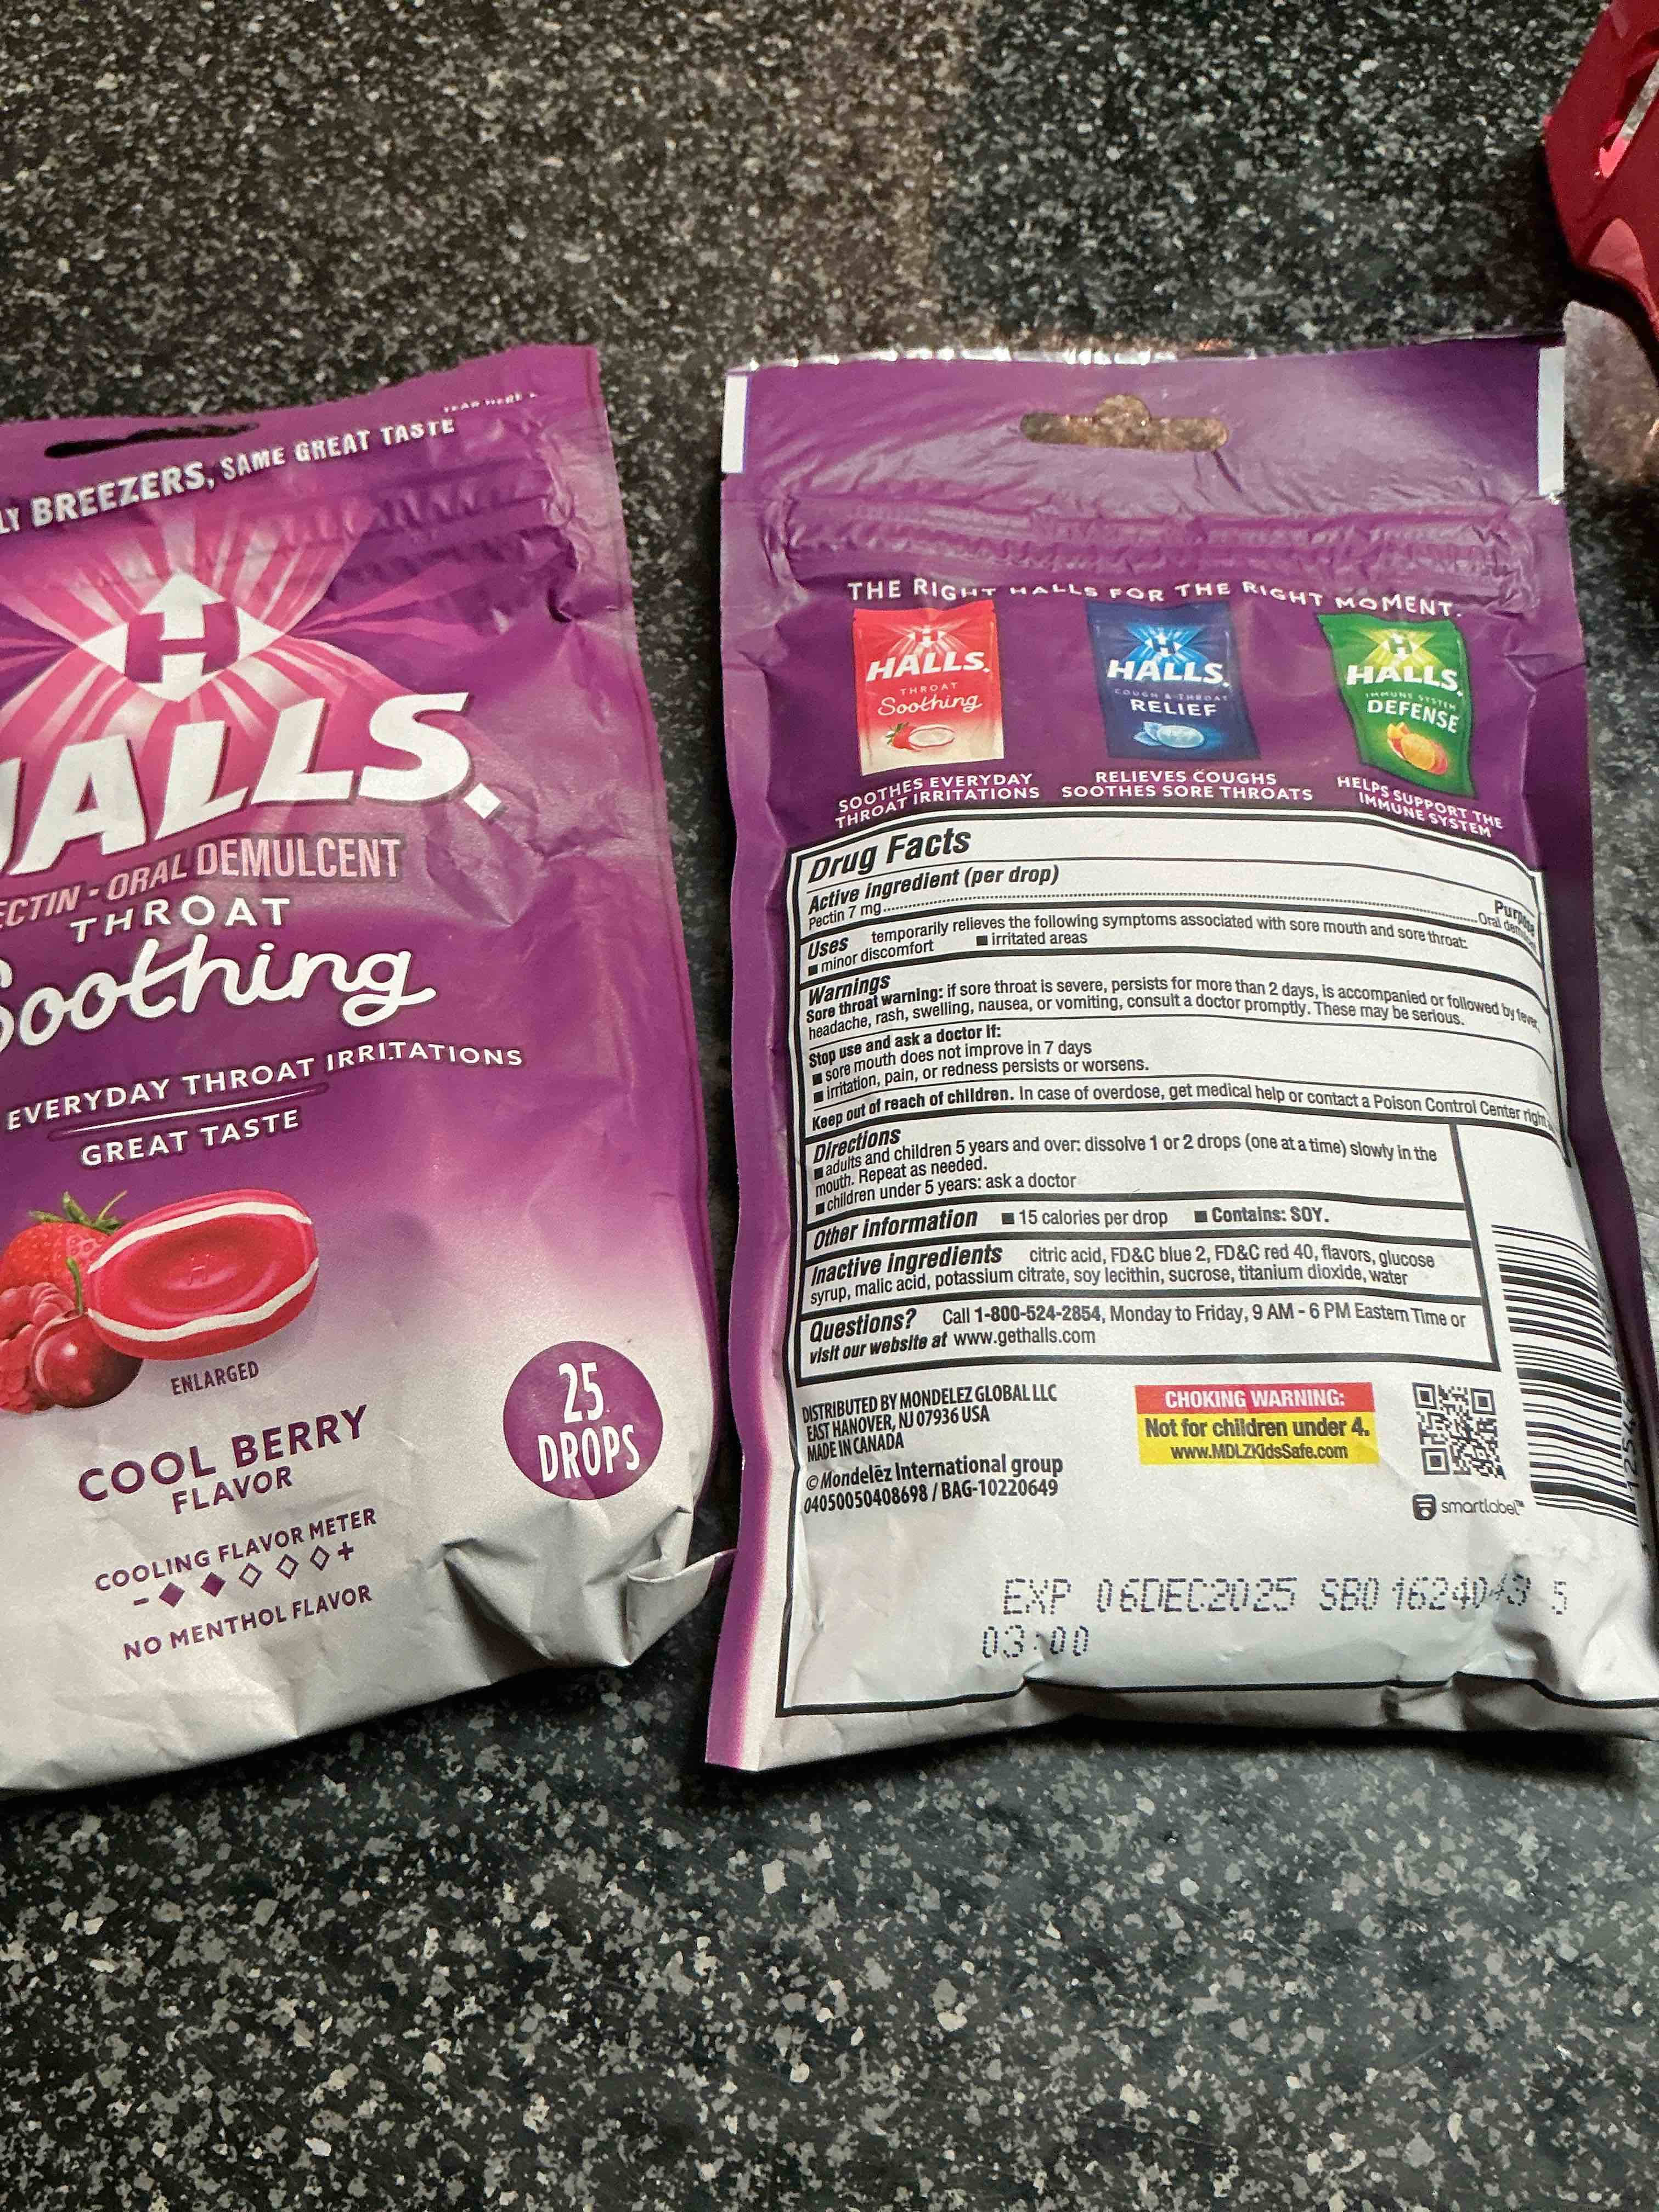 TEAR HERE
LY BREEZERS, SAME GREAT TASTE
H
HALLS
ECTIN - ORAL DEMULCENT
THROAT
Soothing
EVERYDAY THROAT IRRITATIONS
GREAT TASTE
H
ENLARGED
25
DROPS
COOL BERRY
FLAVOR
COOLING FLAVOR METER
- ◆ ◆ ◇ ◇ ◇ +
NO MENTHOL FLAVOR
THE RIGHT HALLS FOR THE RIGHT MOMENT.
H
HALLS
THROAT
Soothing
SOOTHES EVERYDAY
THROAT IRRITATIONS
H
HALLS
COUGH & THROAT
RELIEF
RELIEVES COUGHS
SOOTHES SORE THROATS
H
HALLS
IMMUNE SYSTEM
DEFENSE
HELPS SUPPORT THE
IMMUNE SYSTEM
Drug Facts
Active ingredient (per drop)
Pectin 7 mg........Oral
Uses temporarily relieves the following symptoms associated with sore mouth and sore throat:
■ minor discomfort ■ irritated areas
Warnings
Sore throat warning: if sore throat is severe, persists for more than 2 days, is accompanied or followed by fever,
headache, rash, swelling, nausea, or vomiting, consult a doctor promptly. These may be serious.
Stop use and ask a doctor if:
■ sore mouth does not improve in 7 days
■ irritation, pain, or redness persists or worsens.
Keep out of reach of children. In case of overdose, get medical help or contact a Poison Control Center right
Directions
■ adults and children 5 years and over: dissolve 1 or 2 drops (one at a time) slowly in the
mouth. Repeat as needed.
■ children under 5 years: ask a doctor
Other information ■ 15 calories per drop ■ Contains: SOY.
Inactive ingredients citric acid, FD&C blue 2, FD&C red 40, flavors, glucose
syrup, malic acid, potassium citrate, soy lecithin, sucrose, titanium dioxide, water
Questions? Call 1-800-524-2854, Monday to Friday, 9 AM - 6 PM Eastern Time or
visit our website at www.gethalls.com
DISTRIBUTED BY MONDELEZ GLOBAL LLC
EAST HANOVER, NJ 07936 USA
MADE IN CANADA
© Mondelēz International group
04050050408698 / BAG-10220649
CHOKING WARNING:
Not for children under 4.
www.MDLZKidsSafe.com
smartlabel™
EXP 06DEC2025 SBO 1624043 5
03:00